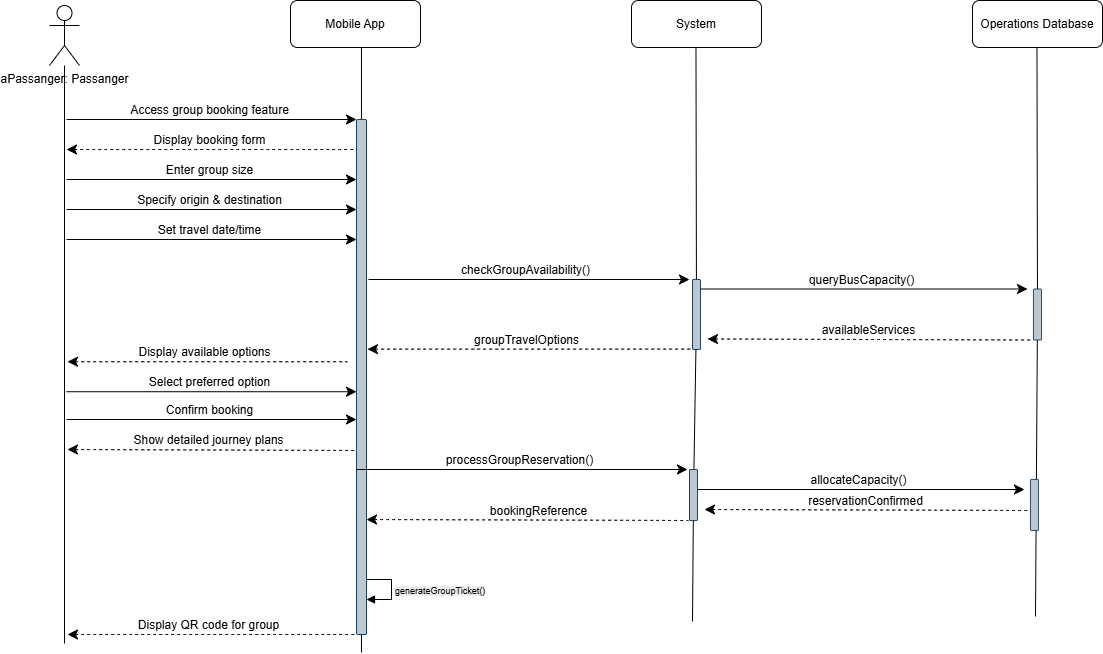 Mobile App
System
Operations Database
aPassanger: Passanger
Access group booking feature
Display booking form
Enter group size
Specify origin & destination
Set travel date/time
checkGroupAvailability()
queryBusCapacity()
availableServices
groupTravelOptions
Display available options
Select preferred option
Confirm booking
Show detailed journey plans
processGroupReservation()
allocateCapacity()
reservationConfirmed
bookingReference
generateGroupTicket()
Display QR code for group